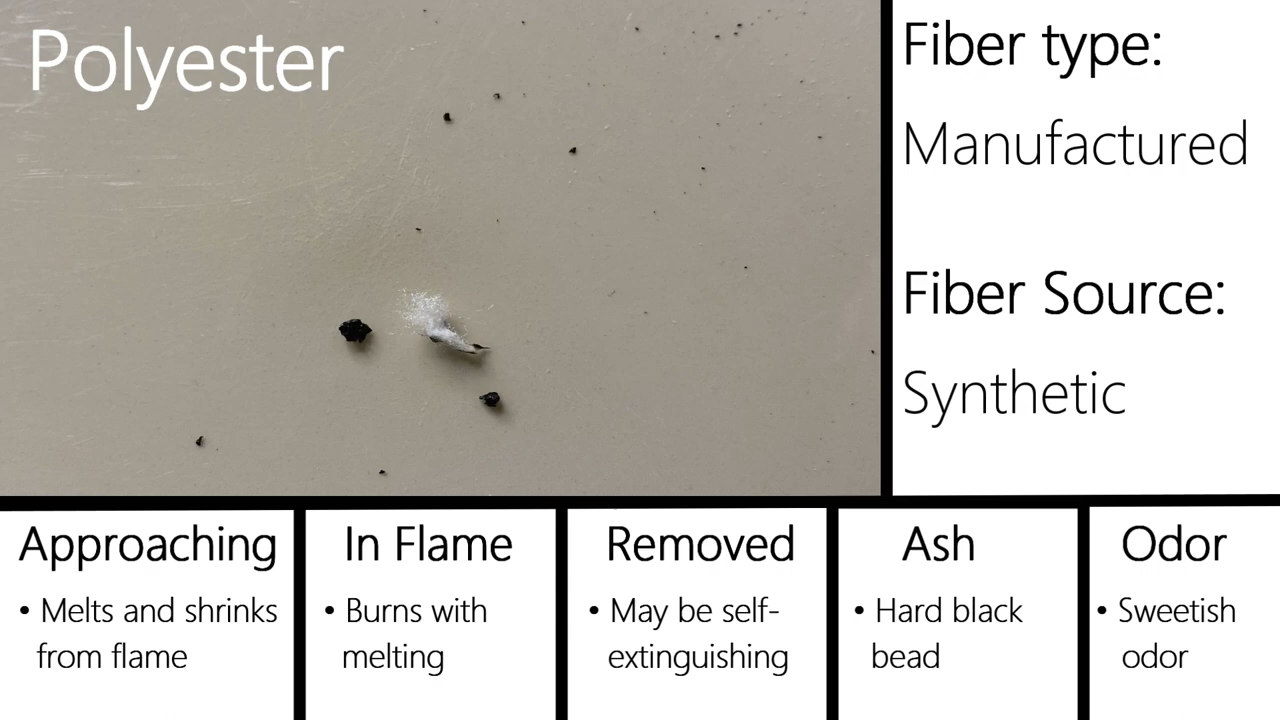 Polyester
Fiber type:
Manufactured
Fiber Source:
Synthetic
Approaching
• Melts and shrinks
from flame
In Flame
• Burns with
melting
Removed
• May be self-
extinguishing
Ash
• Hard black
bead
Odor
• Sweetish
odor